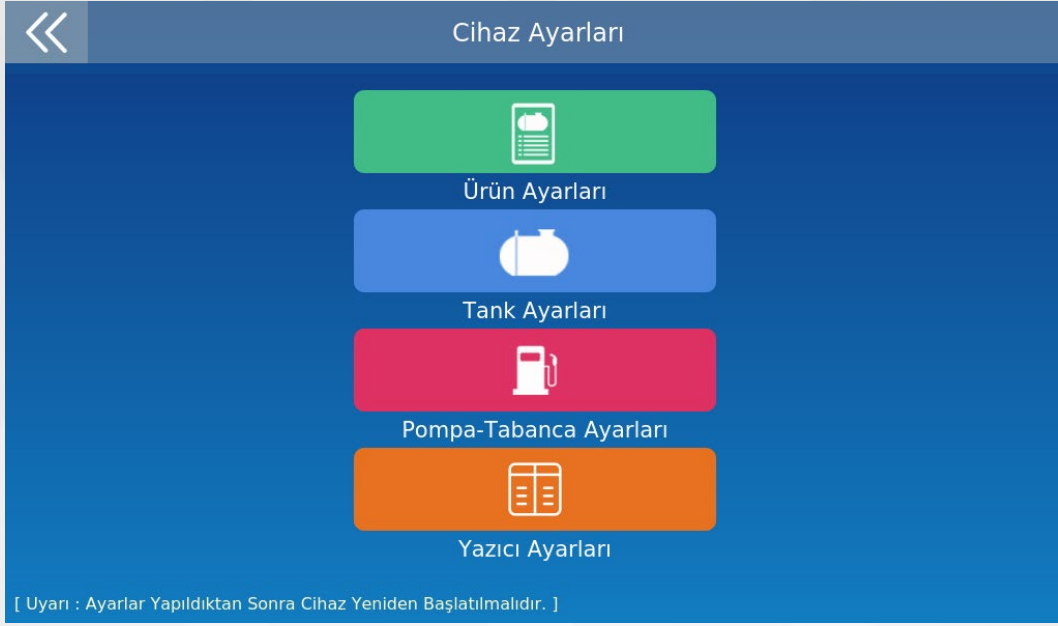 Cihaz Ayarları
Ürün Ayarları
Tank Ayarları
Pompa-Tabanca Ayarları
Yazıcı Ayarları
[ Uyarı : Ayarlar Yapıldıktan Sonra Cihaz Yeniden Başlatılmalıdır. ]